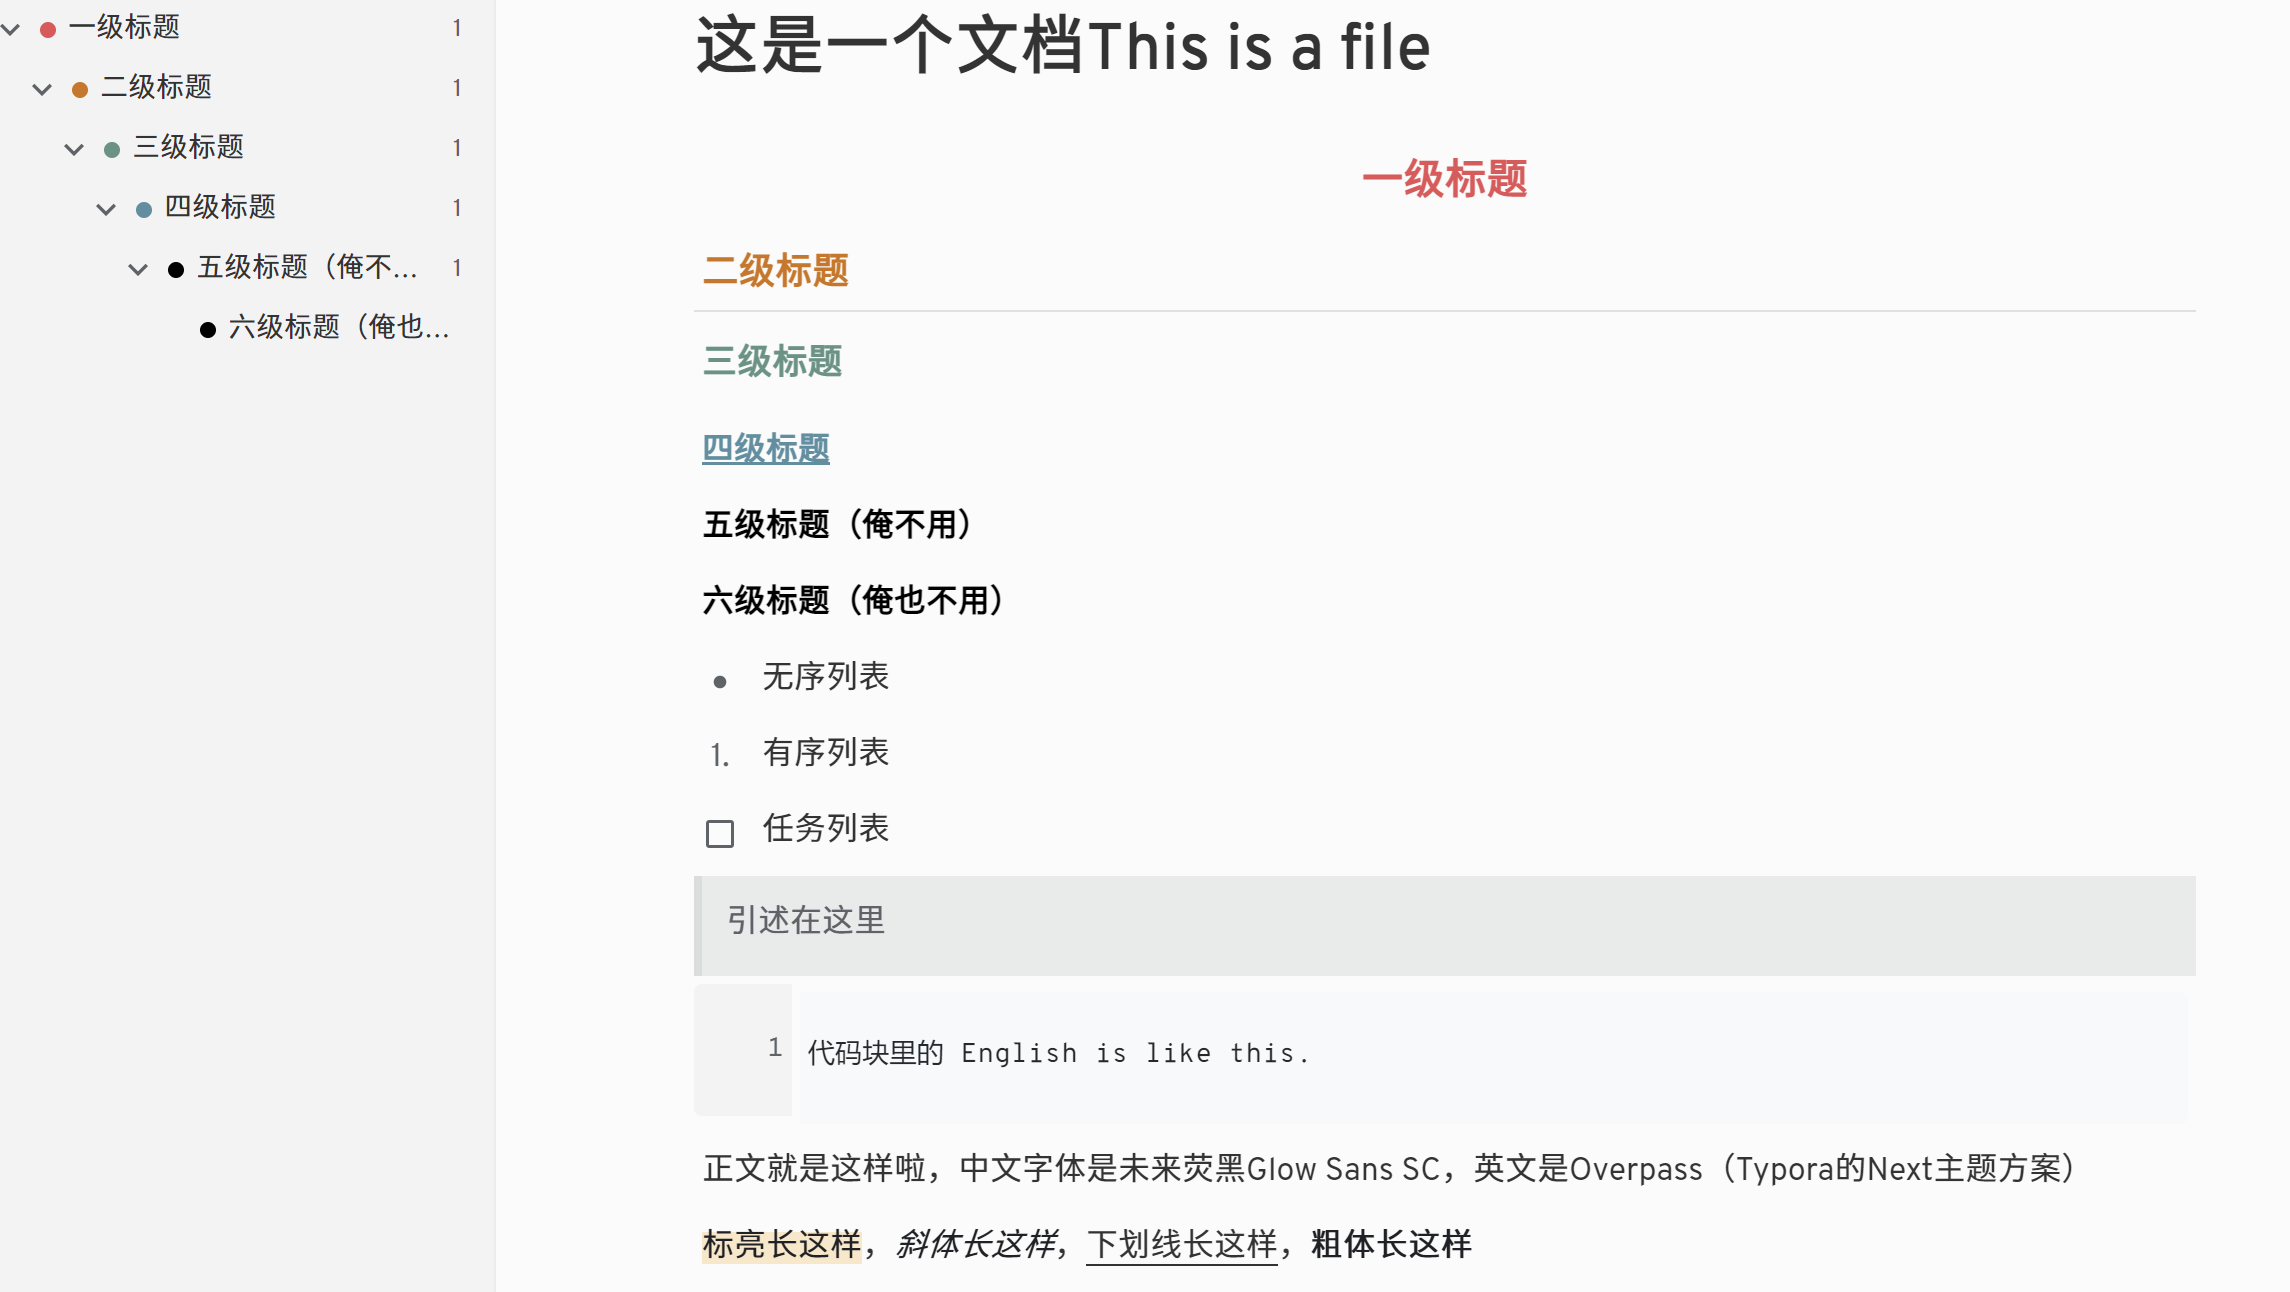 一级标题 1
二级标题 1
三级标题 1
四级标题 1
五级标题（俺不... 1
六级标题（俺也...
这是一个文档This is a file
一级标题
二级标题
三级标题
四级标题
五级标题（俺不用）
六级标题（俺也不用）
无序列表
1. 有序列表
任务列表
引述在这里
1 代码块里的 English is like this.
正文就是这样啦，中文字体是未来荧黑Glow Sans SC，英文是Overpass（Typora的Next主题方案）
标亮长这样，斜体长这样，下划线长这样，粗体长这样